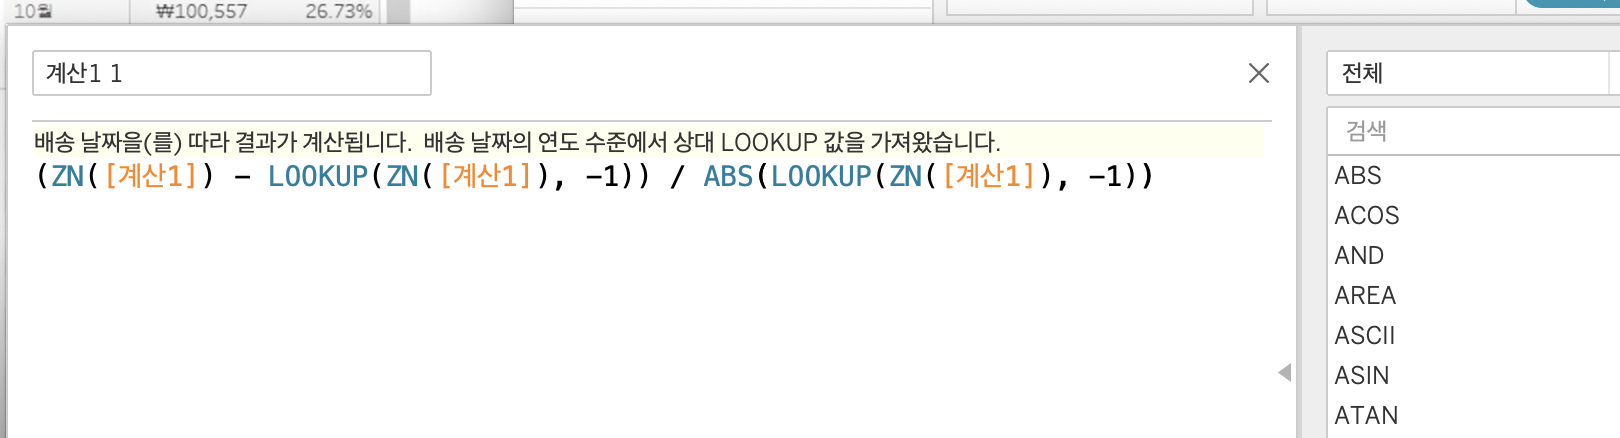 10월 ₩100,557 26.73%
계산1 1
배송 날짜을(를) 따라 결과가 계산됩니다. 배송 날짜의 연도 수준에서 상대 LOOKUP 값을 가져왔습니다.
(ZN([계산1]) - LOOKUP(ZN([계산1]), -1)) / ABS(LOOKUP(ZN([계산1]), -1))
전체
검색
ABS
ACOS
AND
AREA
ASCII
ASIN
ATAN